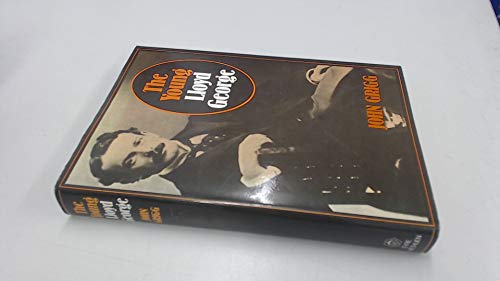 The
Young
Lloyd
George
JOHN GRIGG
The
Young
Lloyd
George
JOHN
GRIGG